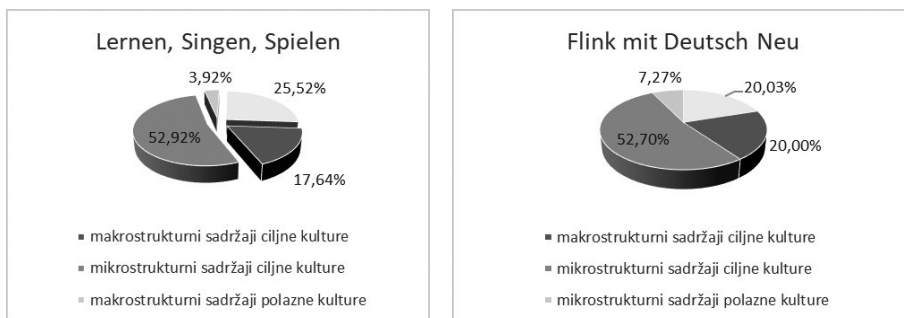 Lernen, Singen, Spielen
3,92%
25,52%
52,92%
17,64%
makrostrukturni sadržaji ciljne kulture
mikrostrukturni sadržaji ciljne kulture
makrostrukturni sadržaji polazne kulture
Flink mit Deutsch Neu
7,27%
20,03%
52,70%
20,00%
makrostrukturni sadržaji ciljne kulture
mikrostrukturni sadržaji ciljne kulture
mikrostrukturni sadržaji polazne kulture